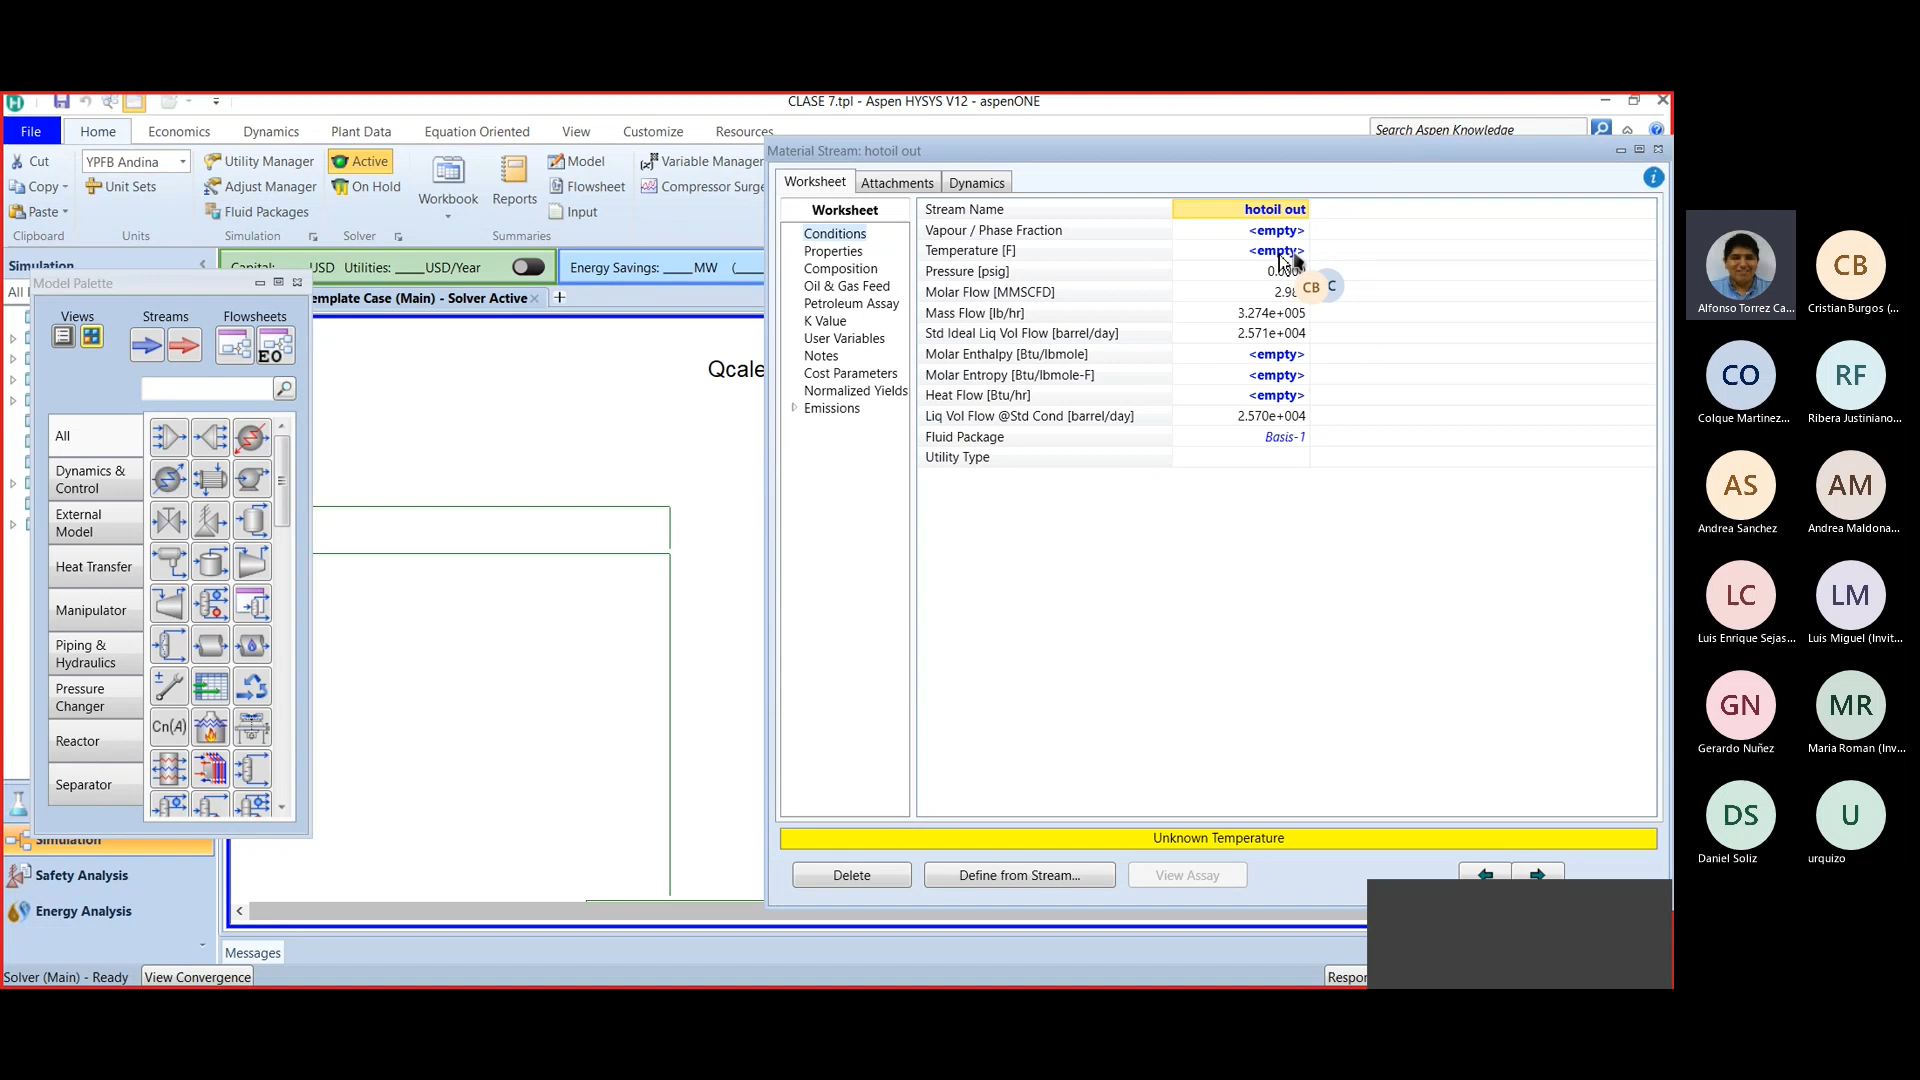 CLASE 7.tpl - Aspen HYSYS V12 - aspenONE
File
Home
Economics
Dynamics
Plant Data
Equation Oriented
View
Customize
Resources
Search Aspen Knowledge
Cut
Copy
Paste
Clipboard
YPFB Andina
Unit Sets
Units
Utility Manager
Adjust Manager
Fluid Packages
Simulation
Active
On Hold
Solver
Workbook
Reports
Model
Flowsheet
Input
Summaries
Variable Manager
Compressor Surge
Simulation
USD Utilities: ____USD/Year
Energy Savings: ____MW
emplate Case (Main) - Solver Active
Model Palette
Views
Streams
Flowsheets
EO
All
Dynamics & Control
External Model
Heat Transfer
Manipulator
Piping & Hydraulics
Pressure Changer
Reactor
Separator
Cn(A)
Safety Analysis
Energy Analysis
Messages
Solver (Main) - Ready
View Convergence
Respon
Material Stream: hotoil out
Worksheet
Attachments
Dynamics
Worksheet
Conditions
Properties
Composition
Oil & Gas Feed
Petroleum Assay
K Value
User Variables
Notes
Cost Parameters
Normalized Yields
Emissions
Stream Name hotoil out
Vapour / Phase Fraction <empty>
Temperature [F] <empty>
Pressure [psig]
Molar Flow [MMSCFD]
Mass Flow [lb/hr] 3.274e+005
Std Ideal Liq Vol Flow [barrel/day] 2.571e+004
Molar Enthalpy [Btu/lbmole] <empty>
Molar Entropy [Btu/lbmole-F] <empty>
Heat Flow [Btu/hr] <empty>
Liq Vol Flow @Std Cond [barrel/day] 2.570e+004
Fluid Package Basis-1
Utility Type
CB
C
Unknown Temperature
Delete
Define from Stream...
View Assay
Qcale
Alfonso Torrez Ca...
CB
Cristian Burgos (...
CO
Colque Martinez...
RF
Ribera Justiniano...
AS
Andrea Sanchez
AM
Andrea Maldona...
LC
Luis Enrique Sejas...
LM
Luis Miguel (Invit...
GN
Gerardo Nuñez
MR
Maria Roman (Inv...
DS
Daniel Soliz
U
urquizo